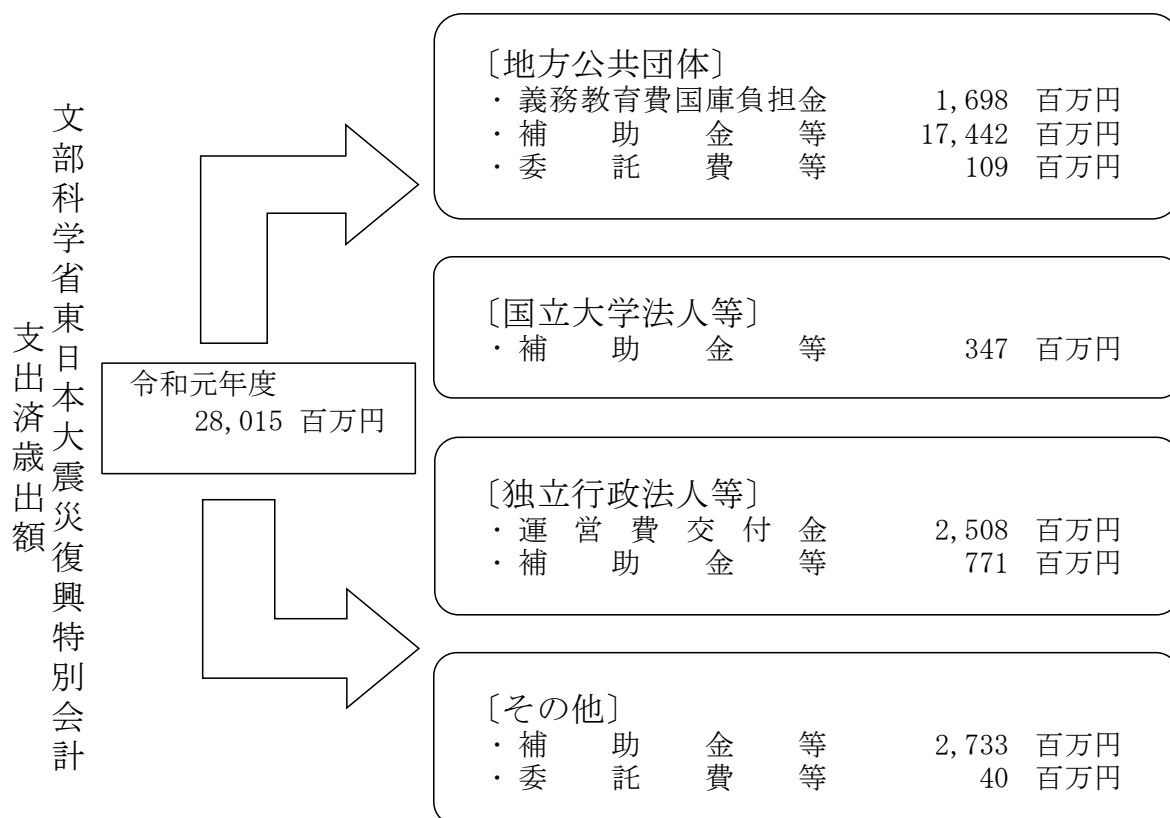 文部科学省東日本大震災復興特別会計
支出済歳出額
令和元年度
28,015 百万円
〔地方公共団体〕
・義務教育費国庫負担金 1,698 百万円
・補助金等 17,442 百万円
・委託費等 109 百万円
〔国立大学法人等〕
・補助金等 347 百万円
〔独立行政法人等〕
・運営費交付金 2,508 百万円
・補助金等 771 百万円
〔その他〕
・補助金等 2,733 百万円
・委託費等 40 百万円